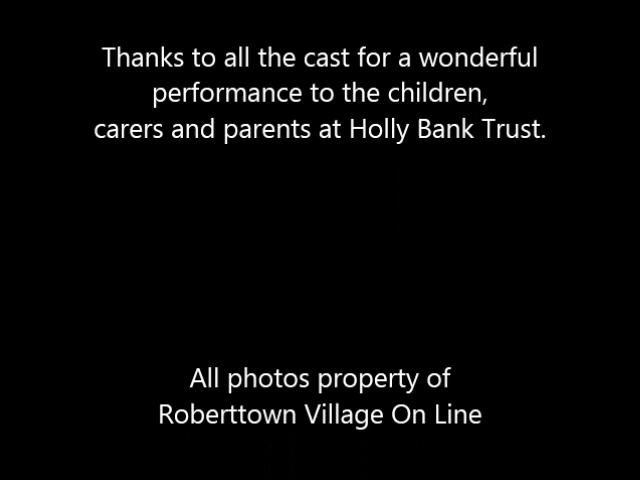 Thanks to all the cast for a wonderful
performance to the children,
carers and parents at Holly Bank Trust.
All photos property of
Roberttown Village On Line